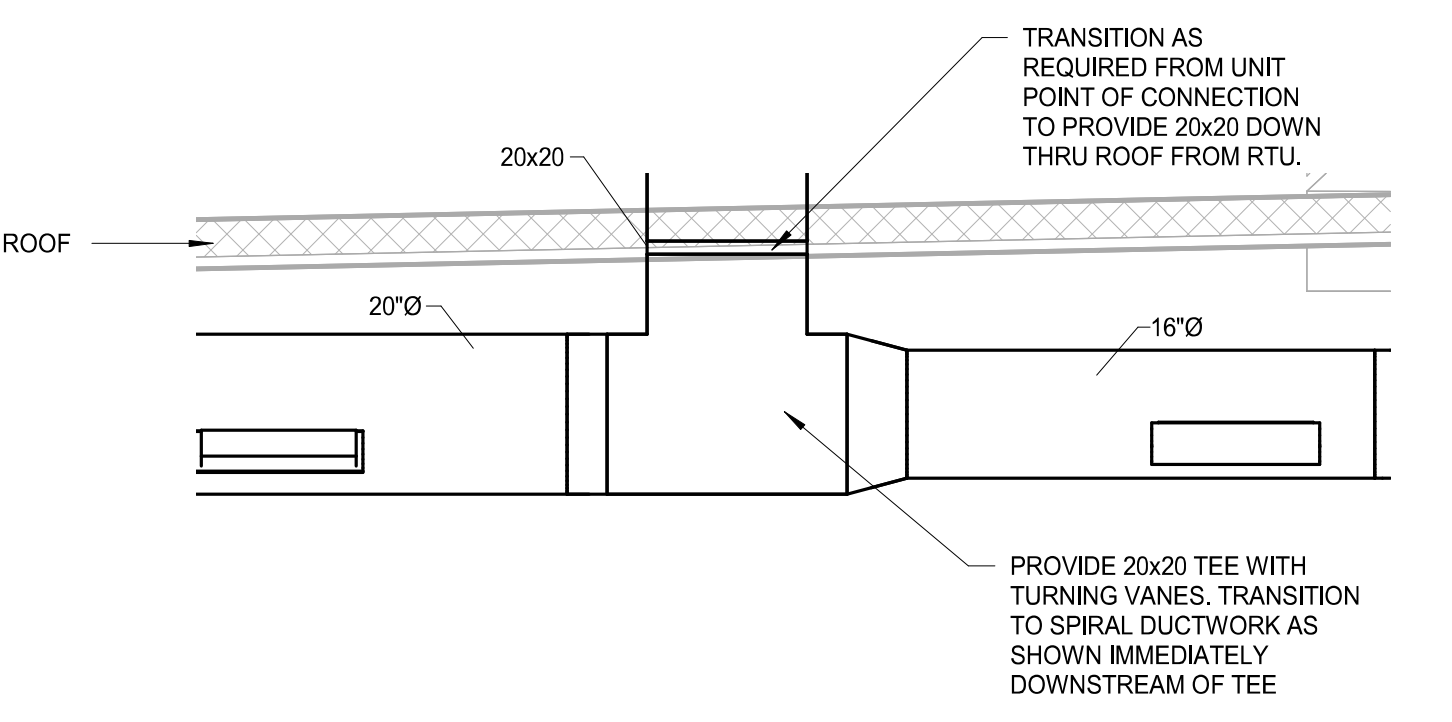 TRANSITION AS
REQUIRED FROM UNIT
POINT OF CONNECTION
TO PROVIDE 20x20 DOWN
THRU ROOF FROM RTU.
20x20
ROOF
20"Ø
16"Ø
PROVIDE 20x20 TEE WITH
TURNING VANES. TRANSITION
TO SPIRAL DUCTWORK AS
SHOWN IMMEDIATELY
DOWNSTREAM OF TEE